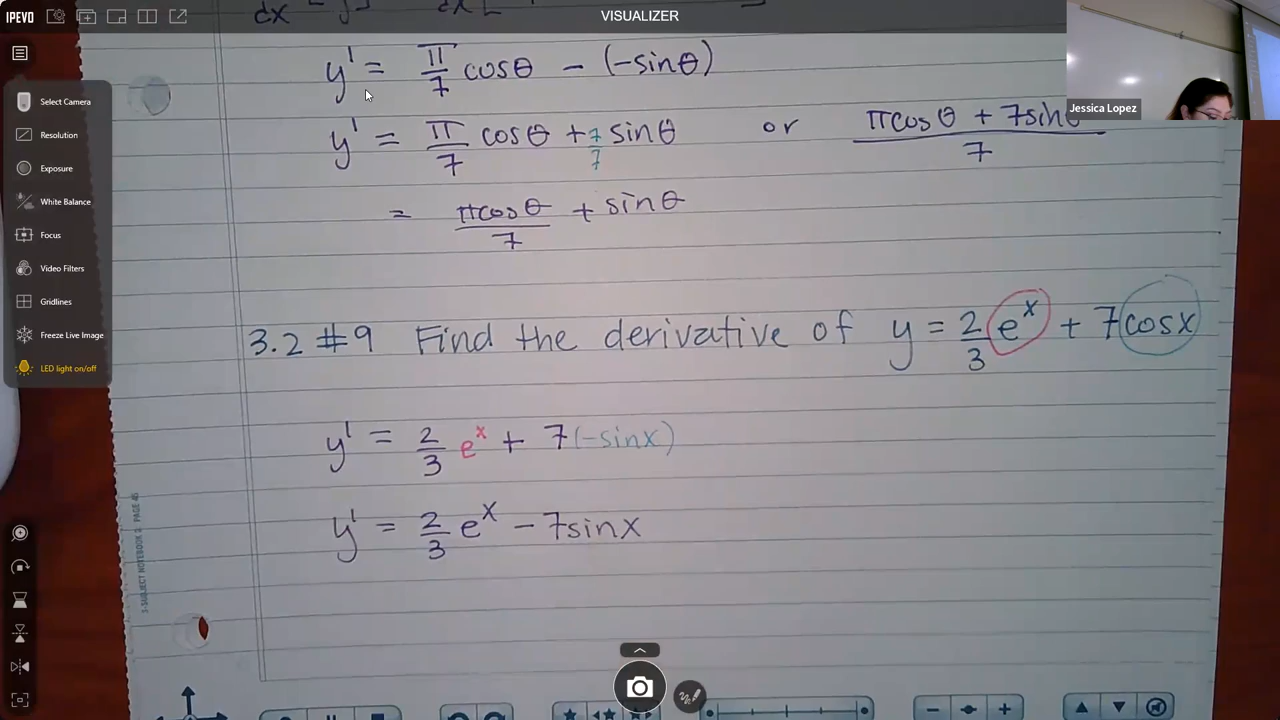 IPEVO
VISUALIZER
Jessica Lopez
Select Camera
Resolution
Exposure
White Balance
Focus
Video Filters
Gridlines
Freeze Live Image
LED light on/off
dx
y' = π/7 cosθ - (-sinθ)
y' = π/7 cosθ + 7/7 sinθ or (πcosθ + 7sinθ)/7
= πcosθ/7 + sinθ
3.2 #9 Find the derivative of y = 2/3 e^x + 7cosx
y' = 2/3 e^x + 7(-sinx)
y' = 2/3 e^x - 7sinx